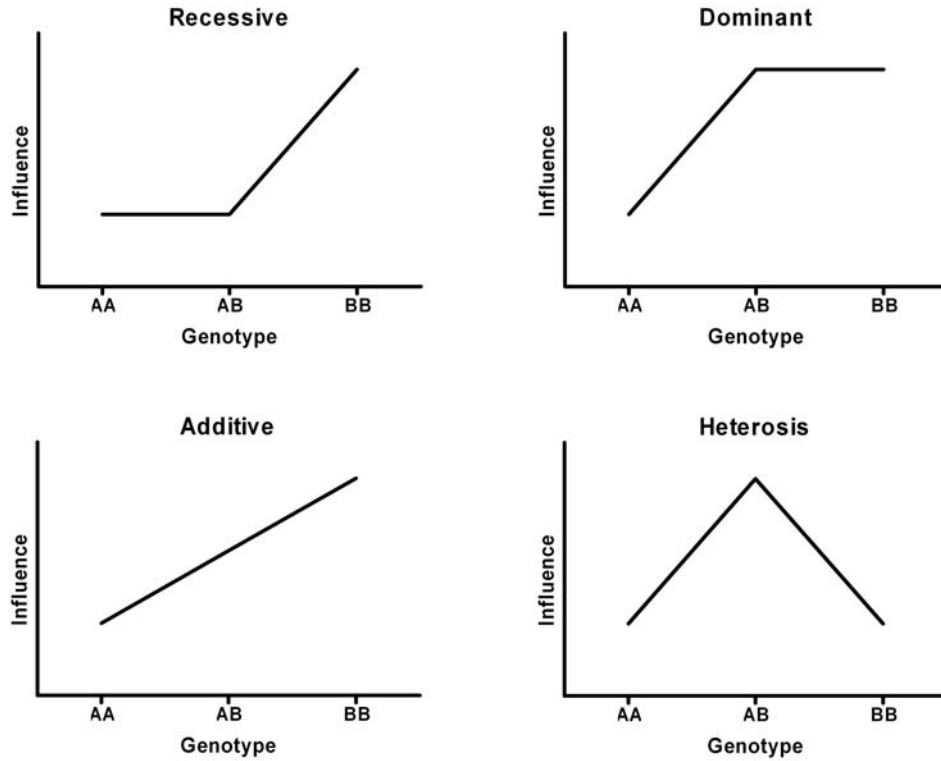 Recessive
Influence
AA AB BB
Genotype
Dominant
Influence
AA AB BB
Genotype
Additive
Influence
AA AB BB
Genotype
Heterosis
Influence
AA AB BB
Genotype